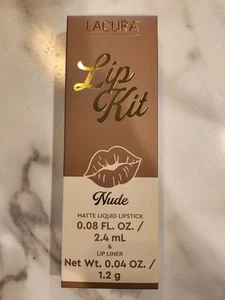 LACURA
Lip
Kit
Nude
MATTE LIQUID LIPSTICK
0.08 FL. OZ. /
2.4 mL
&
LIP LINER
Net Wt. 0.04 OZ. /
1.2 g